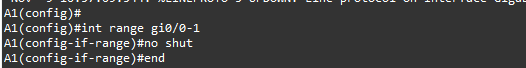 A1(config)#
A1(config)#int range gi0/0-1
A1(config-if-range)#no shut
A1(config-if-range)#end